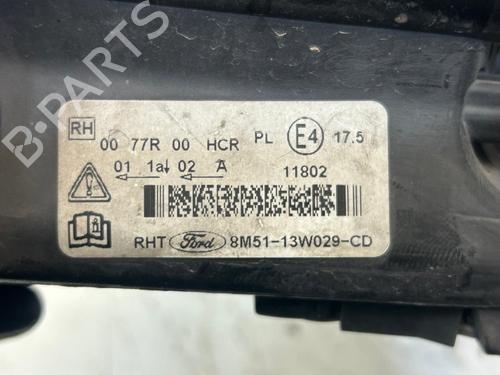 RH
00 77R 00 HCR PL E4 17.5
01 1a 02 A 11802
RHT Ford 8M51-13W029-CD
B-PARTS